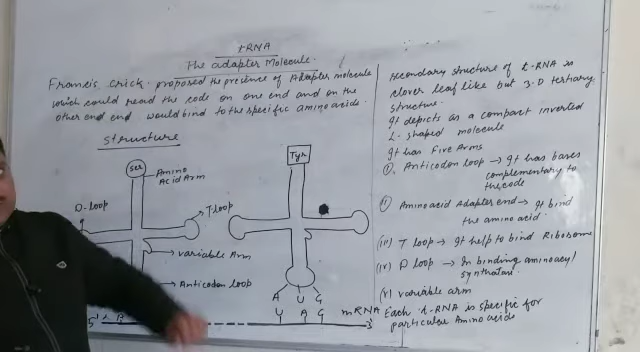 tRNA
The adapter Molecule.
Francis Crick proposed the presence of Adapter molecule
which could read the code on one end and on the
other end end would bind to the specific amino acids.
structure
Ser
Amino
Acid Arm
D-loop
T loop
variable Arm
Anticodon loop
5'
Tyr
A U G
U A G
mRNA
3'
secondary structure of t-RNA is
clover leaf like but 3-D tertiary
structure
It depicts as a compact inverted
L-shaped molecule
It has five Arms
(i) Anticodon loop → It has bases
complementary to
the code
(i) Aminoacid Adapter end → It bind
the amino acid.
(iii) T loop → It help to bind Ribosome
(iv) D loop → In binding aminoacyl
synthatase
(v) variable arm
Each t-RNA is specific for
particular Amino acids